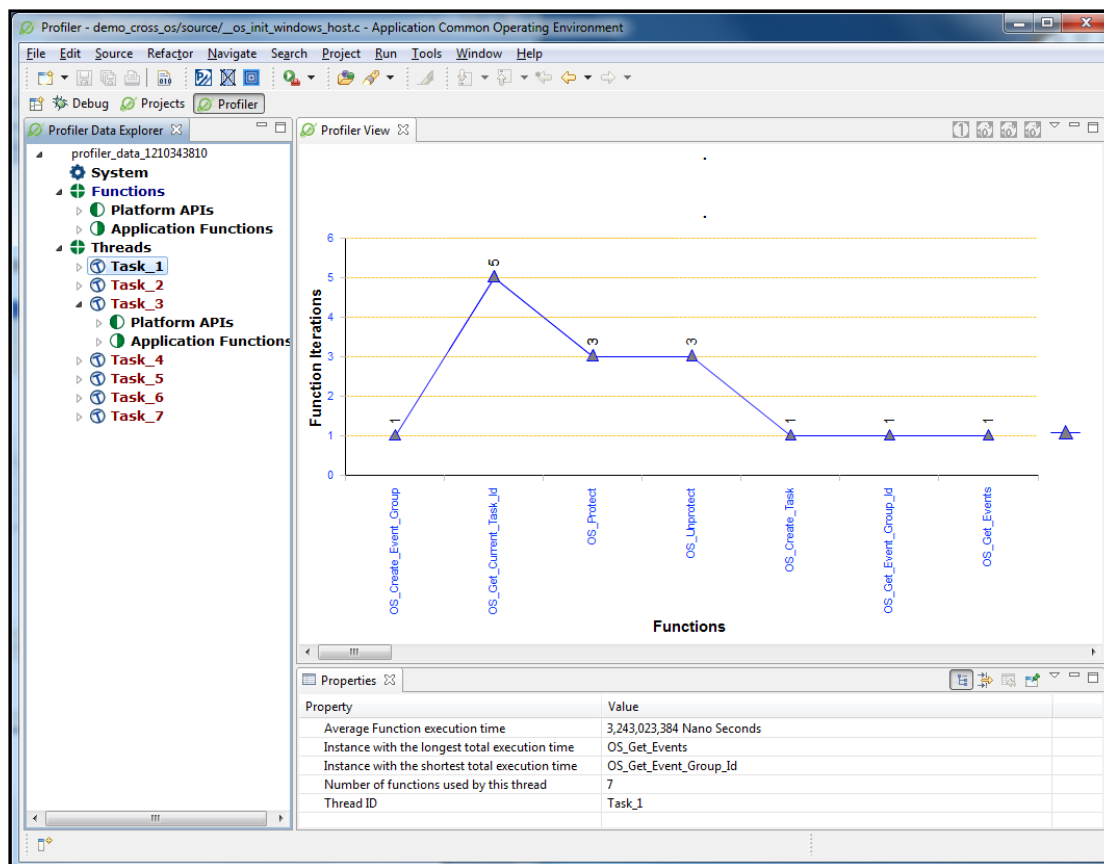 Profiler - demo_cross_os/source/__os_init_windows_host.c - Application Common Operating Environment
File Edit Source Refactor Navigate Search Project Run Tools Window Help
010
Debug Projects Profiler
Profiler Data Explorer
profiler_data_1210343810
System
Functions
Platform APIs
Application Functions
Threads
Task_1
Task_2
Task_3
Platform APIs
Application Functions
Task_4
Task_5
Task_6
Task_7
Profiler View
Function Iterations
6
5
4
3
2
1
0
1
5
3
3
1
1
1
OS_Create_Event_Group
OS_Get_Current_Task_Id
OS_Protect
OS_Unprotect
OS_Create_Task
OS_Get_Event_Group_Id
OS_Get_Events
Functions
Properties
Property Value
Average Function execution time 3,243,023,384 Nano Seconds
Instance with the longest total execution time OS_Get_Events
Instance with the shortest total execution time OS_Get_Event_Group_Id
Number of functions used by this thread 7
Thread ID Task_1